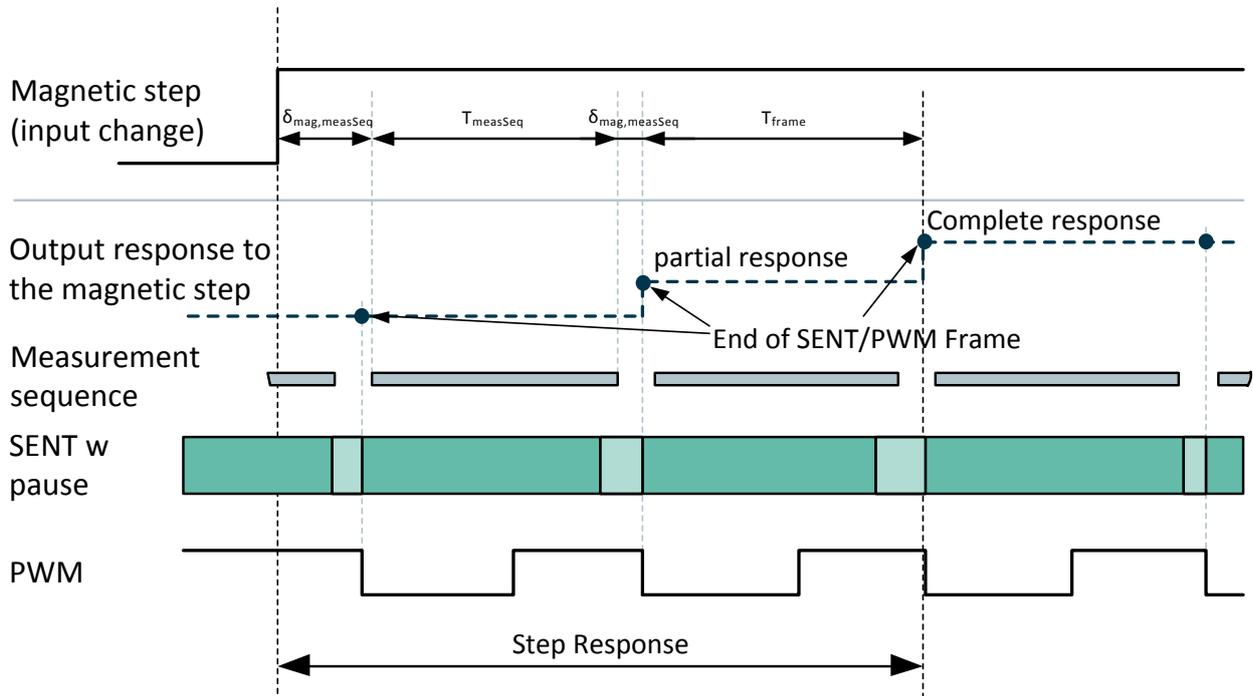 Magnetic step
(input change)
δmag,measSeq
TmeasSeq
δmag,measSeq
Tframe
Output response to
the magnetic step
partial response
Complete response
End of SENT/PWM Frame
Measurement
sequence
SENT w
pause
PWM
Step Response